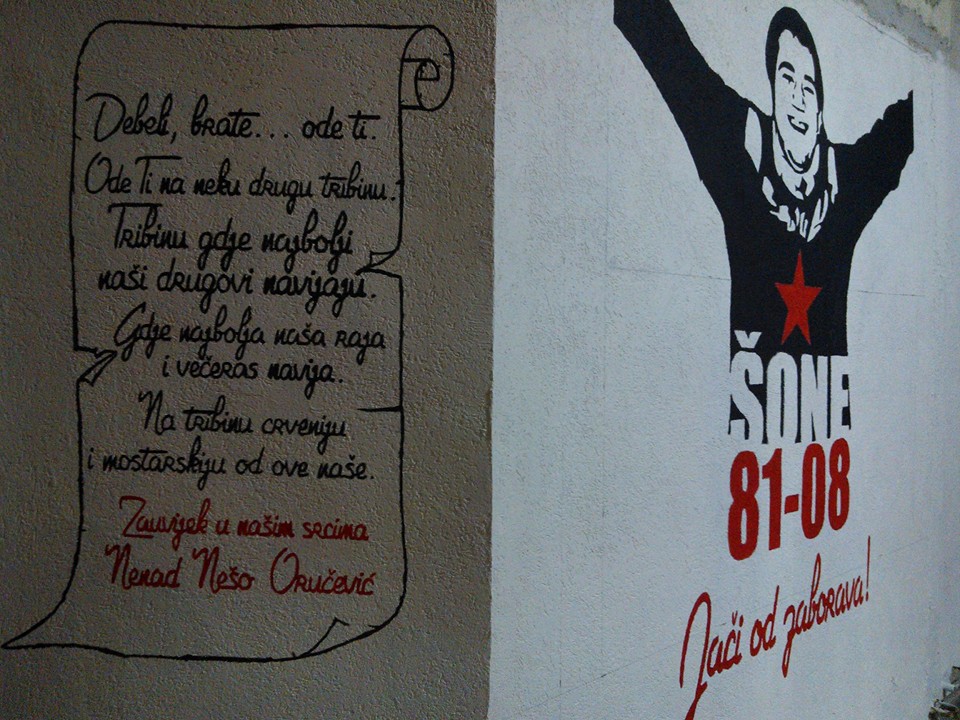 Debeli, brate... ode ti.
Ode Ti na neku drugu tribinu.
Tribinu gdje najbolji
naši drugovi navijaju.
Gdje najbolja naša raja
i večeras navija.
Na tribinu crveniju
i mostarskiju od ove naše.
Zauvijek u našim srcima
Nenad Nešo Oručević
ŠONE
81-08
Jači od zaborava!